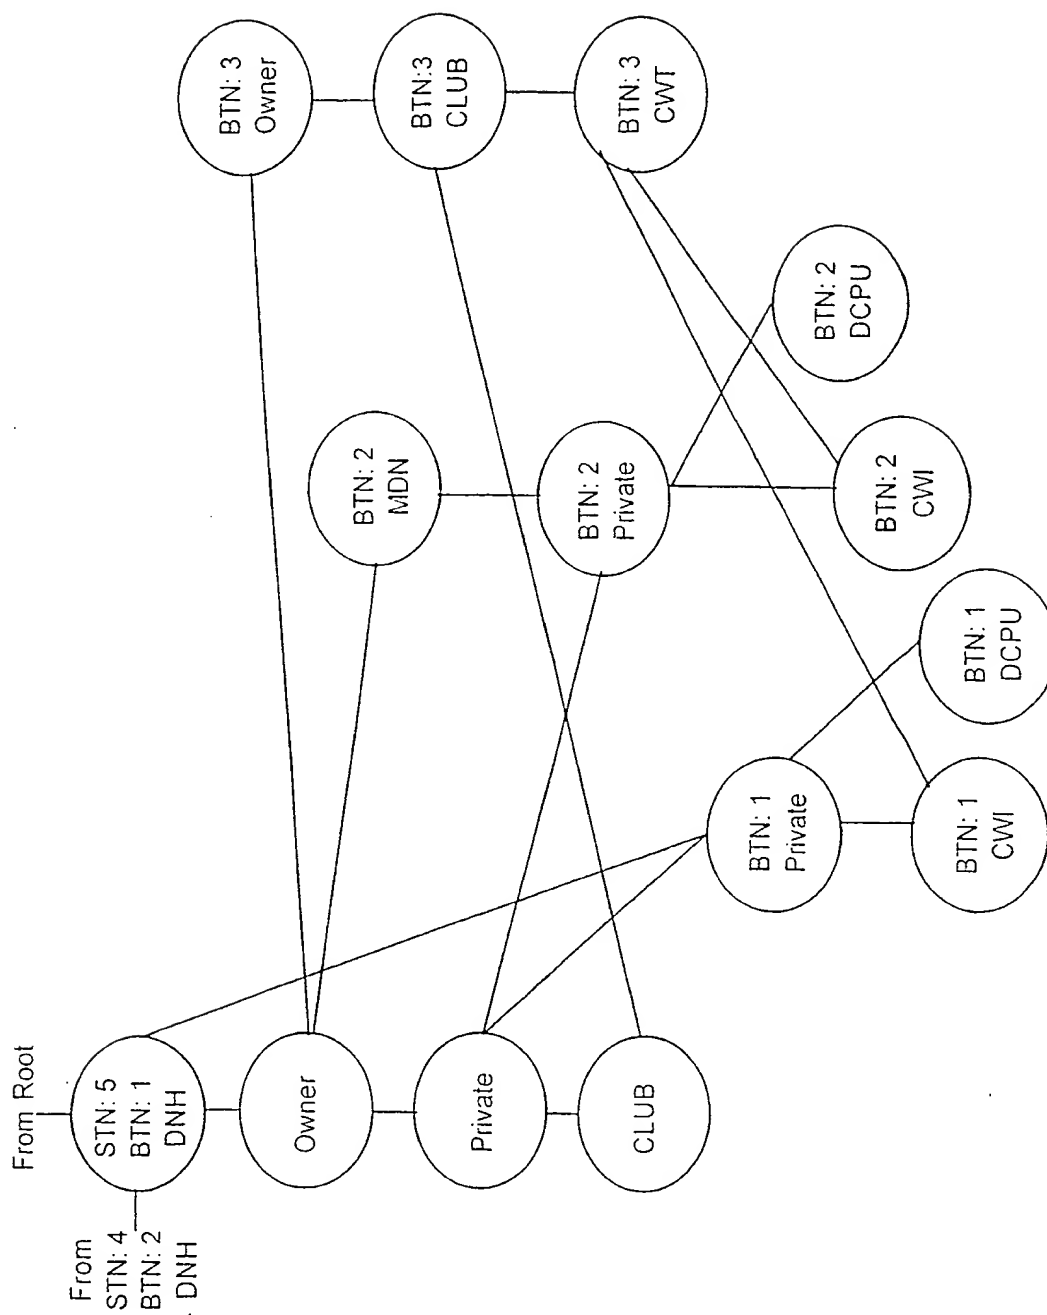 From Root
From
STN: 4
BTN: 2
DNH
STN: 5
BTN: 1
DNH
Owner
Private
CLUB
BTN: 1
Private
BTN: 1
CWI
BTN: 1
DCPU
BTN: 2
MDN
BTN: 2
Private
BTN: 2
CWI
BTN: 2
DCPU
BTN: 3
Owner
BTN:3
CLUB
BTN: 3
CWT